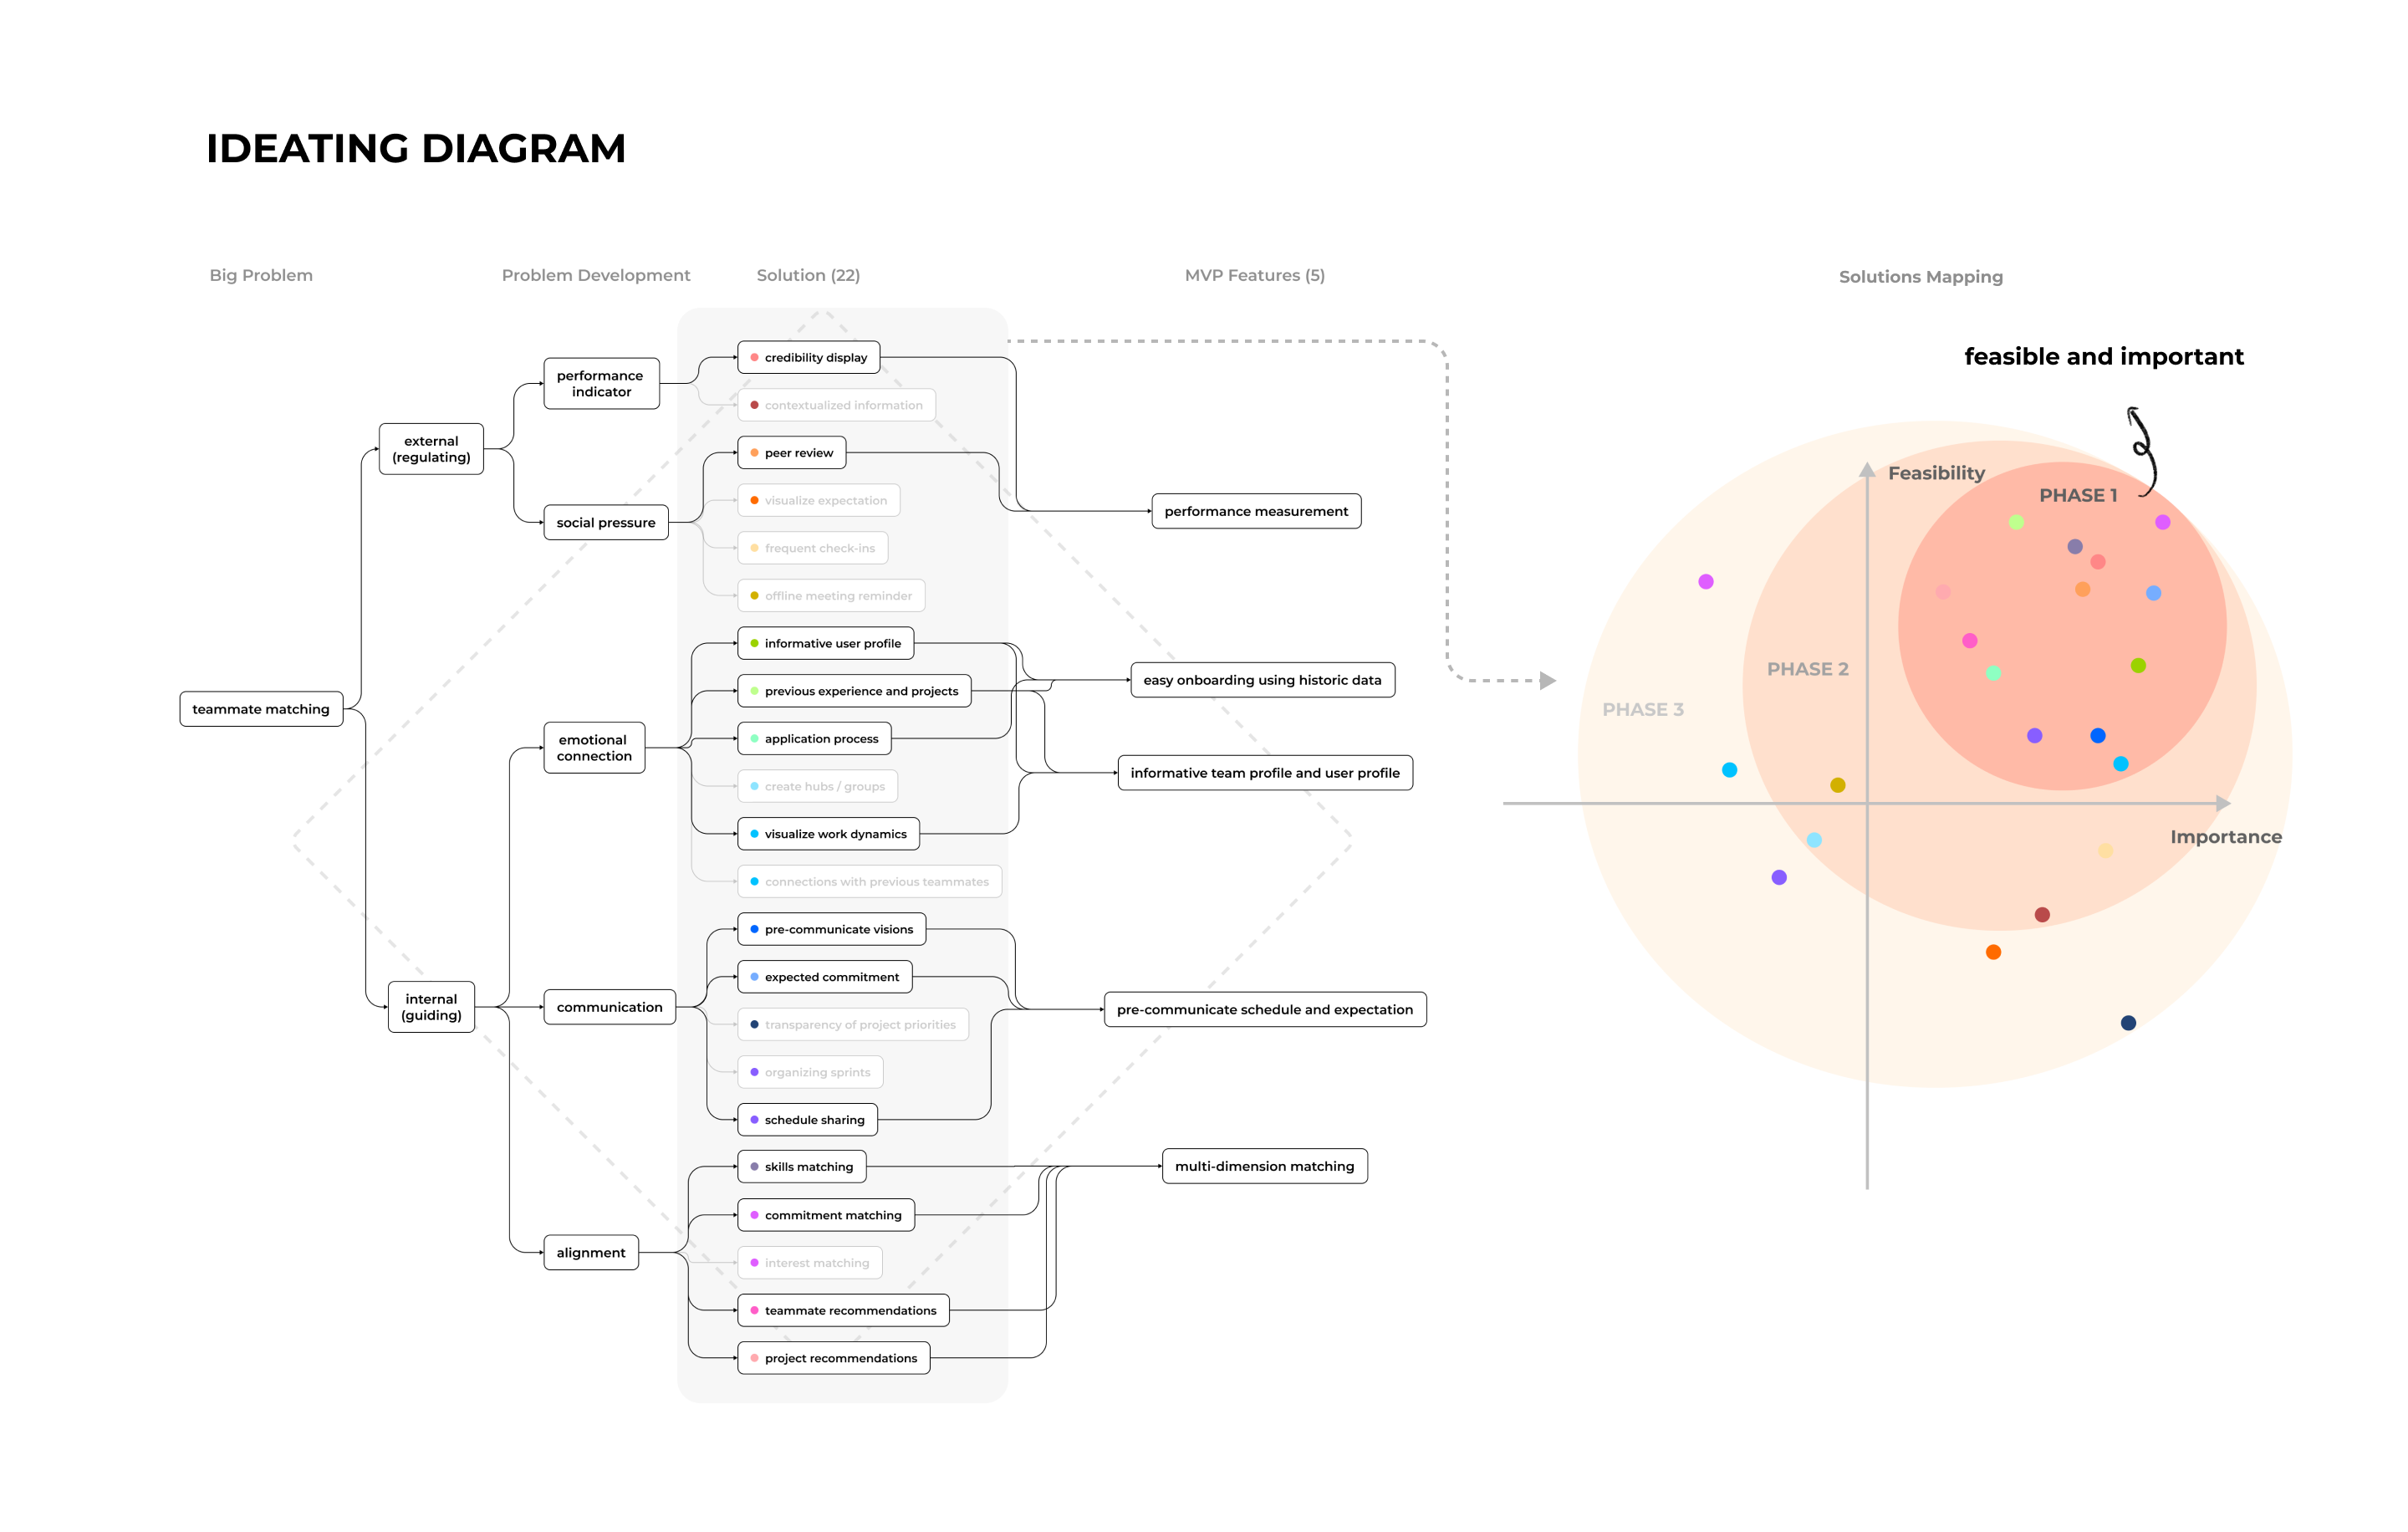 IDEATING DIAGRAM
Big Problem
Problem Development
Solution (22)
MVP Features (5)
Solutions Mapping
teammate matching
external
(regulating)
internal
(guiding)
performance
indicator
social pressure
emotional
connection
communication
alignment
credibility display
contextualized information
peer review
visualize expectation
frequent check-ins
offline meeting reminder
informative user profile
previous experience and projects
application process
create hubs / groups
visualize work dynamics
connections with previous teammates
pre-communicate visions
expected commitment
transparency of project priorities
organizing sprints
schedule sharing
skills matching
commitment matching
interest matching
teammate recommendations
project recommendations
performance measurement
easy onboarding using historic data
informative team profile and user profile
pre-communicate schedule and expectation
multi-dimension matching
feasible and important
Feasibility
PHASE 1
PHASE 2
PHASE 3
Importance